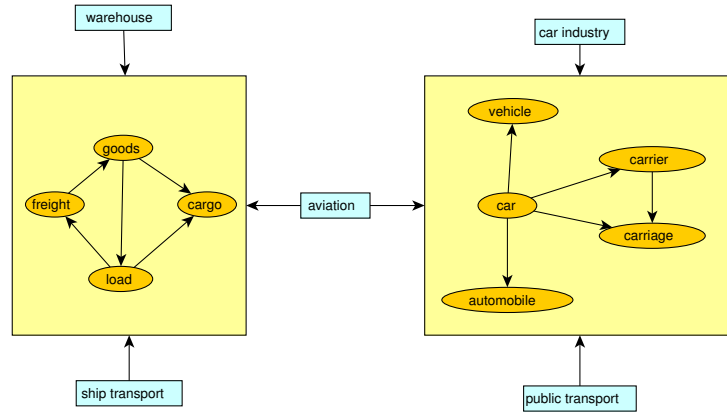 warehouse
car industry
vehicle
goods
carrier
freight
cargo
aviation
car
carriage
load
automobile
ship transport
public transport